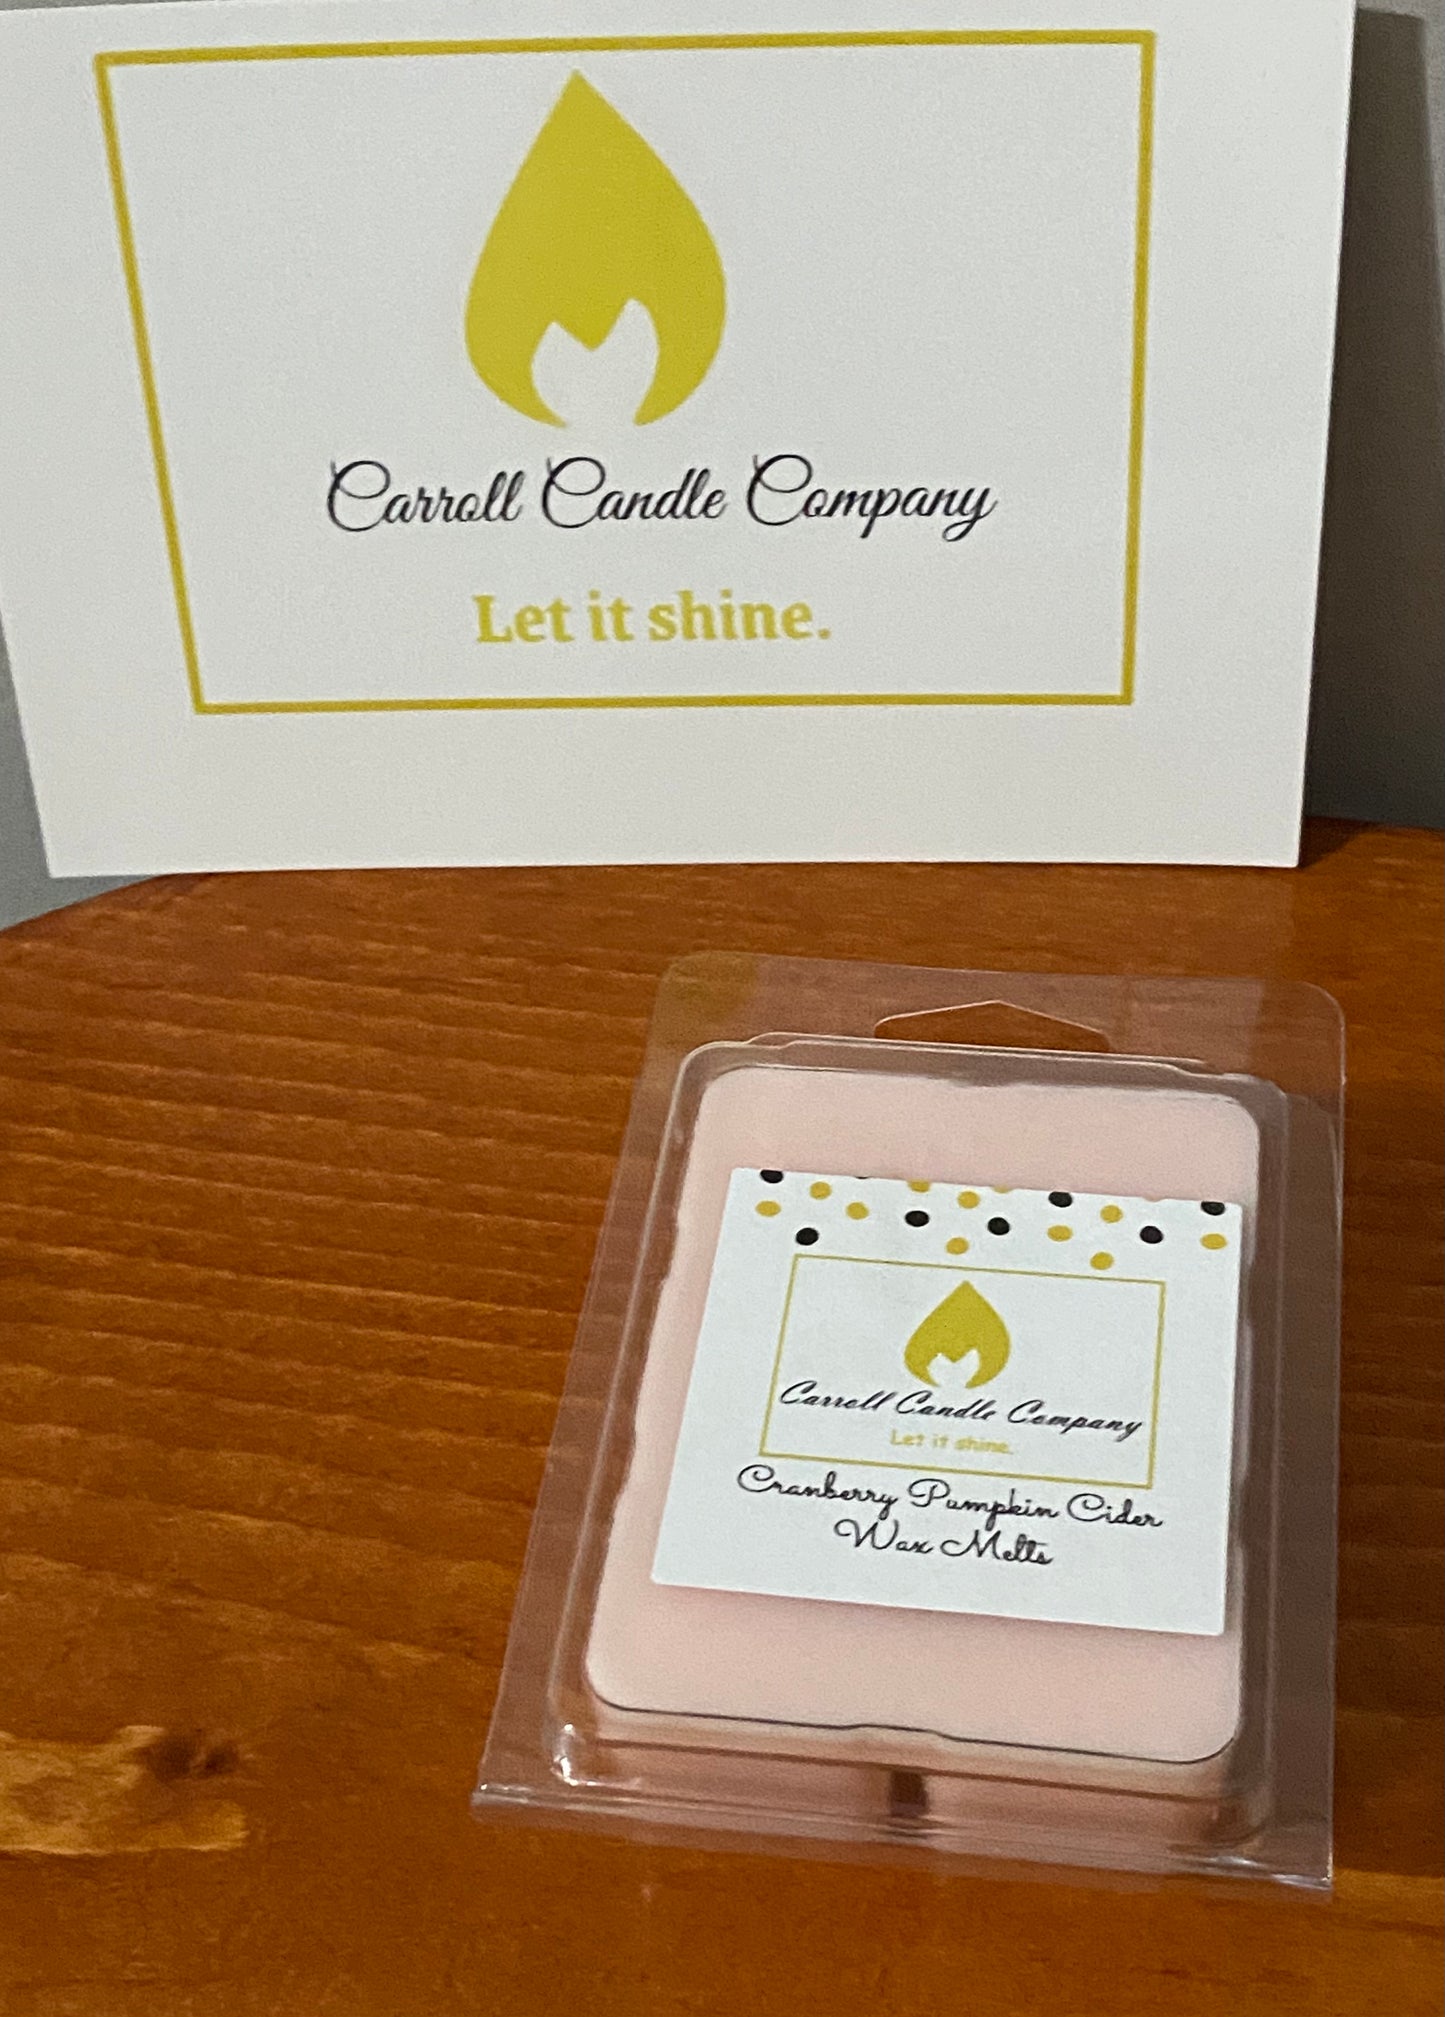 Carroll Candle Company
Let it shine.
Carroll Candle Company
Let it shine.
Cranberry Pumpkin Cider
Wax Melts